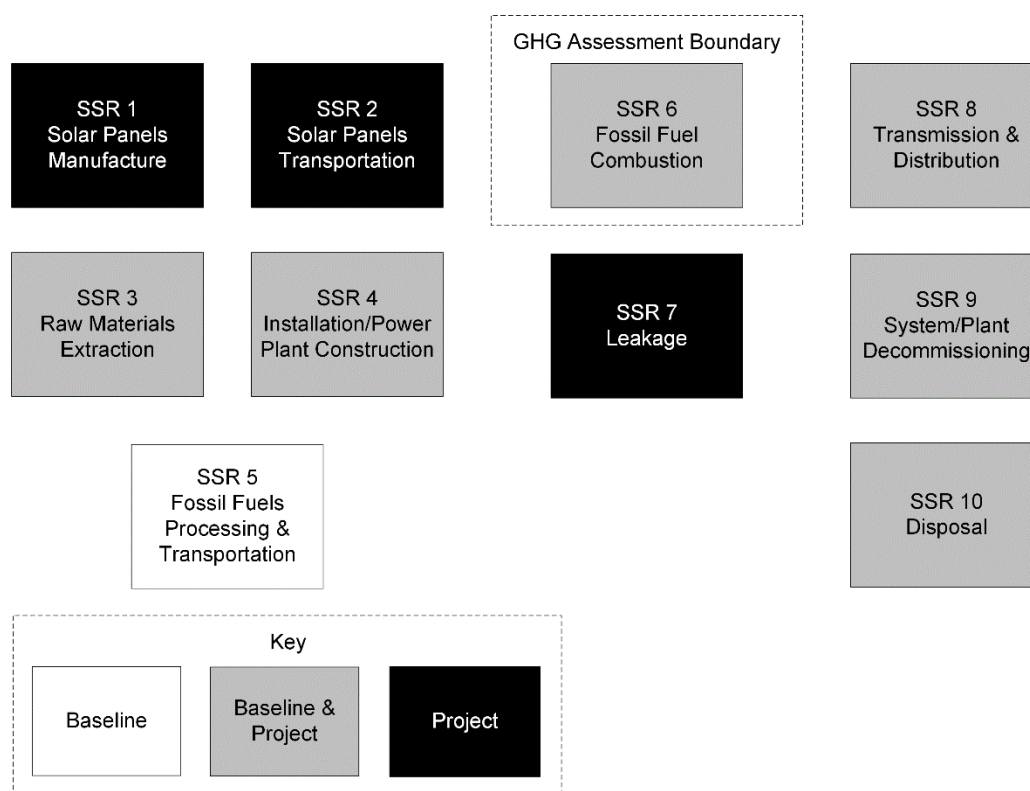 GHG Assessment Boundary
SSR 1
Solar Panels
Manufacture
SSR 2
Solar Panels
Transportation
SSR 6
Fossil Fuel
Combustion
SSR 8
Transmission &
Distribution
SSR 3
Raw Materials
Extraction
SSR 4
Installation/Power
Plant Construction
SSR 7
Leakage
SSR 9
System/Plant
Decommissioning
SSR 5
Fossil Fuels
Processing &
Transportation
SSR 10
Disposal
Key
Baseline
Baseline &
Project
Project